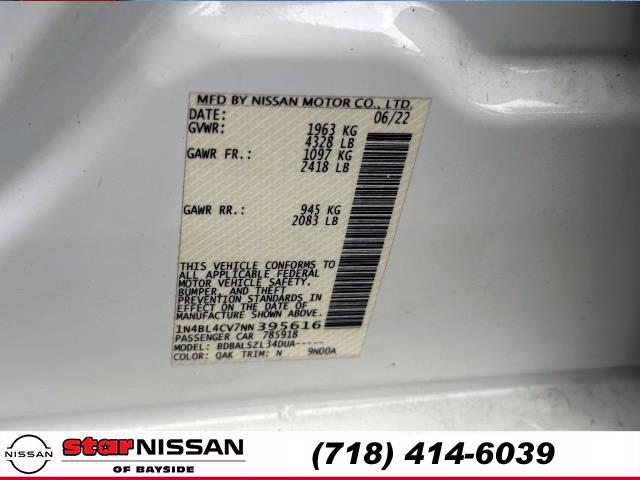 MFD BY NISSAN MOTOR CO., LTD.
DATE: 06/22
GVWR: 1963 KG
4328 LB
GAWR FR.: 1097 KG
2418 LB
GAWR RR.: 945 KG
2083 LB
THIS VEHICLE CONFORMS TO
ALL APPLICABLE FEDERAL
MOTOR VEHICLE SAFETY,
BUMPER, AND THEFT
PREVENTION STANDARDS IN
EFFECT ON THE DATE OF
MANUFACTURE SHOWN ABOVE.
1N4BL4CV7NN395616
PASSENGER CAR 785918
MODEL: BDBALSZL34DUA-----
COLOR: QAK TRIM: N 9N00A
NISSAN
star NISSAN
OF BAYSIDE
(718) 414-6039